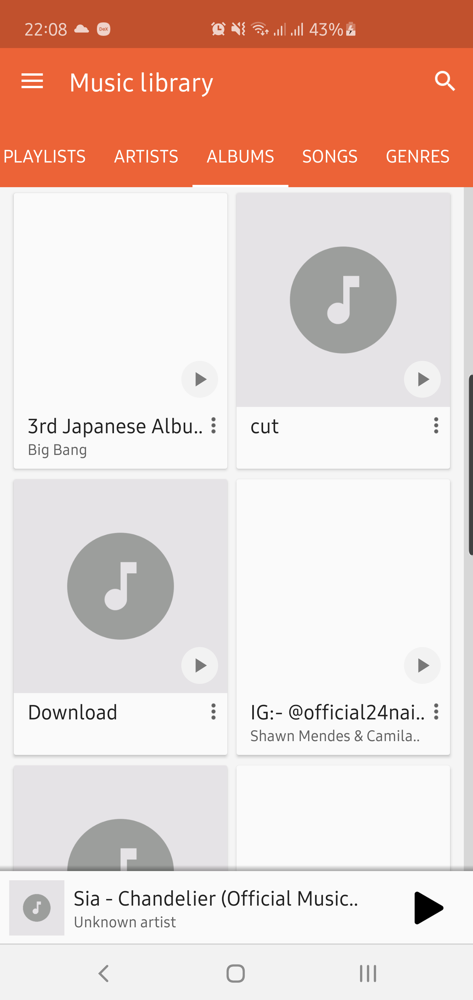 22:08 DeX 43%
Music library
PLAYLISTS ARTISTS ALBUMS SONGS GENRES
3rd Japanese Albu..
Big Bang
cut
Download
IG:- @official24nai..
Shawn Mendes & Camila..
Sia - Chandelier (Official Music..
Unknown artist